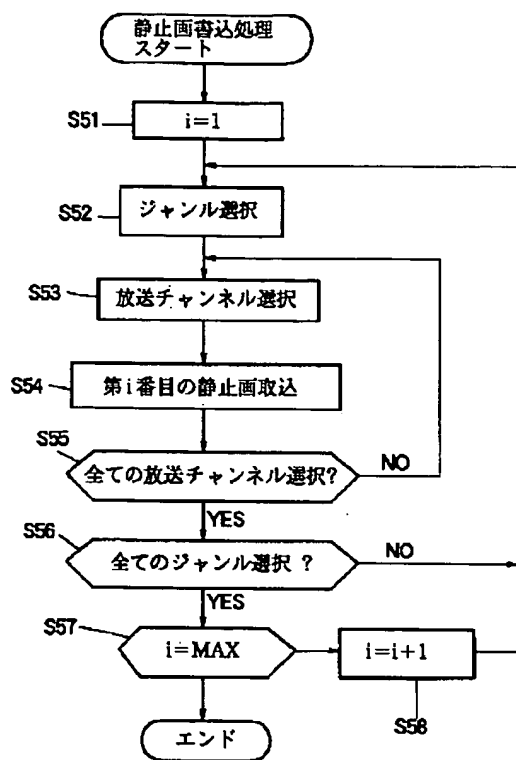 静止画書込処理
スタート
S51
i=1
S52
ジャンル選択
S53
放送チャンネル選択
S54
第i番目の静止画取込
S55
全ての放送チャンネル選択?
NO
YES
S56
全てのジャンル選択 ?
NO
YES
S57
i=MAX
i=i+1
S58
エンド